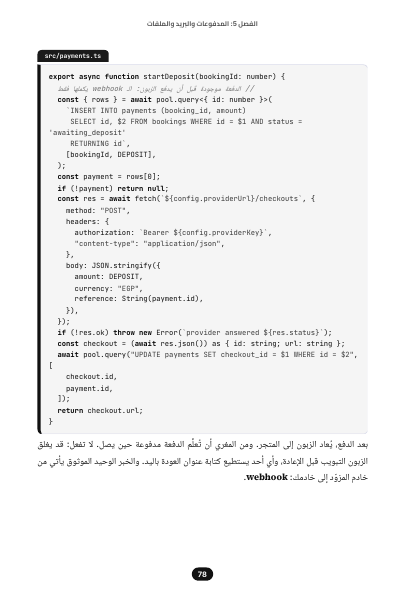 الفصل 5: المدفوعات والبريد والملفات
src/payments.ts
export async function startDeposit(bookingId: number) {
// الدفعة موجودة قبل أن يدفع الزبون: الـ webhook يكملها فقط
const { rows } = await pool.query<{ id: number }>(
`INSERT INTO payments (booking_id, amount)
SELECT id, $2 FROM bookings WHERE id = $1 AND status =
'awaiting_deposit'
RETURNING id`,
[bookingId, DEPOSIT],
);
const payment = rows[0];
if (!payment) return null;
const res = await fetch(`${config.providerUrl}/checkouts`, {
method: "POST",
headers: {
authorization: `Bearer ${config.providerKey}`,
"content-type": "application/json",
},
body: JSON.stringify({
amount: DEPOSIT,
currency: "EGP",
reference: String(payment.id),
}),
});
if (!res.ok) throw new Error(`provider answered ${res.status}`);
const checkout = (await res.json()) as { id: string; url: string };
await pool.query("UPDATE payments SET checkout_id = $1 WHERE id = $2",
[
checkout.id,
payment.id,
]);
return checkout.url;
}
بعد الدفع، يُعاد الزبون إلى المتجر. ومن المغري أن تُعلَّم الدفعة مدفوعة حين يصل. لا تفعل: قد يغلق
الزبون التبويب قبل الإعادة، وأي أحد يستطيع كتابة عنوان العودة باليد. والخبر الوحيد الموثوق يأتي من
خادم المزوّد إلى خادمك: webhook.
78